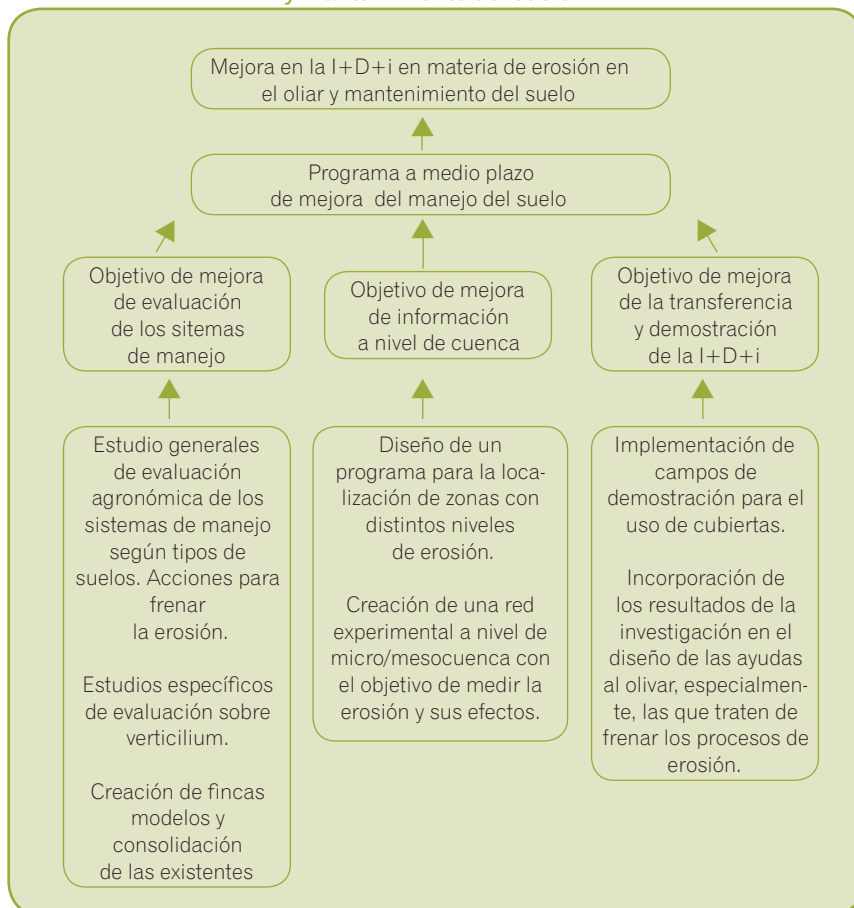 Mejora en la I+D+i en materia de erosión en
el oliar y mantenimiento del suelo
Programa a medio plazo
de mejora del manejo del suelo
Objetivo de mejora
de evaluación
de los sitemas
de manejo
Objetivo de mejora
de información
a nivel de cuenca
Objetivo de mejora
de la transferencia
y demostración
de la I+D+i
Estudio generales
de evaluación
agronómica de los
sistemas de manejo
según tipos de
suelos. Acciones para
frenar
la erosión.
Estudios específicos
de evaluación sobre
verticilium.
Creación de fincas
modelos y
consolidación
de las existentes
Diseño de un
programa para la loca-
lización de zonas con
distintos niveles
de erosión.
Creación de una red
experimental a nivel de
micro/mesocuenca con
el objetivo de medir la
erosión y sus efectos.
Implementación de
campos de
demostración para el
uso de cubiertas.
Incorporación de
los resultados de la
investigación en el
diseño de las ayudas
al olivar, especialmen-
te, las que traten de
frenar los procesos de
erosión.